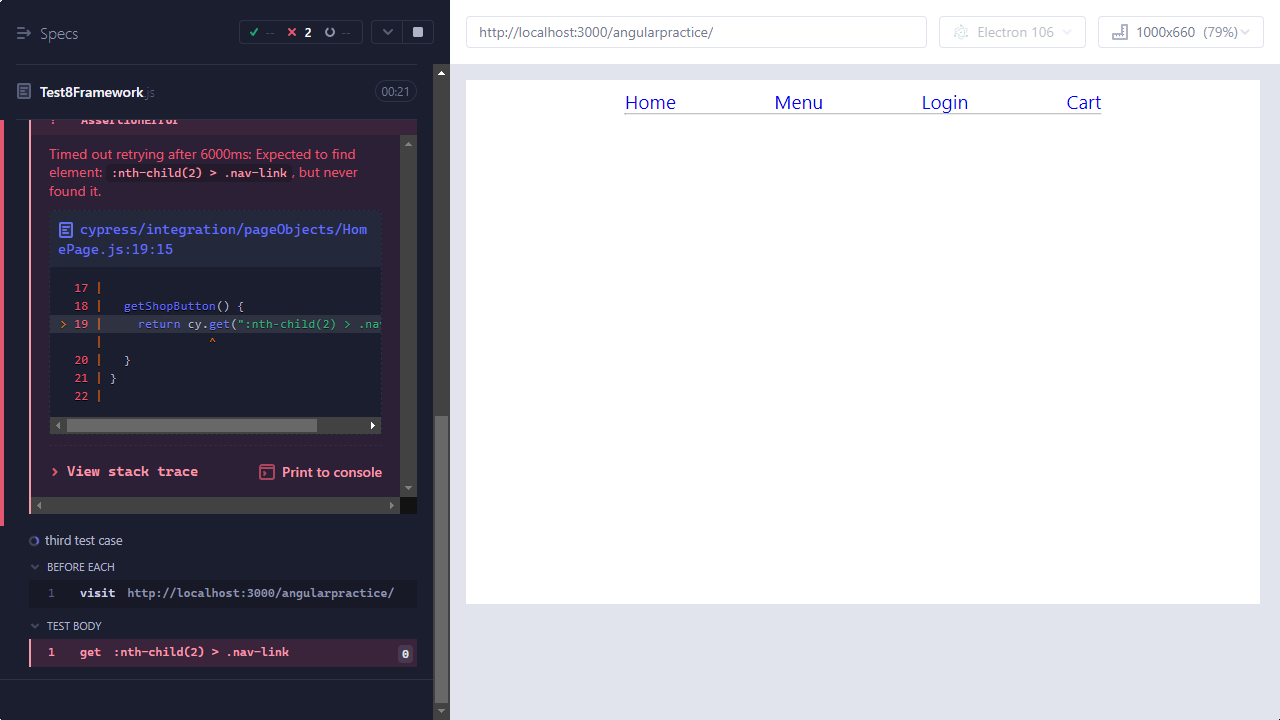 Specs
-- 2 --
Test8Framework.js
00:21
! AssertionError
Timed out retrying after 6000ms: Expected to find
element: :nth-child(2) > .nav-link, but never
found it.
cypress/integration/pageObjects/Hom
ePage.js:19:15
17 |
18 | getShopButton() {
> 19 | return cy.get(":nth-child(2) > .na
| ^
20 | }
21 | }
22 |
> View stack trace
Print to console
third test case
BEFORE EACH
1 visit http://localhost:3000/angularpractice/
TEST BODY
1 get :nth-child(2) > .nav-link 0
http://localhost:3000/angularpractice/
Electron 106
1000x660 (79%)
Home Menu Login Cart